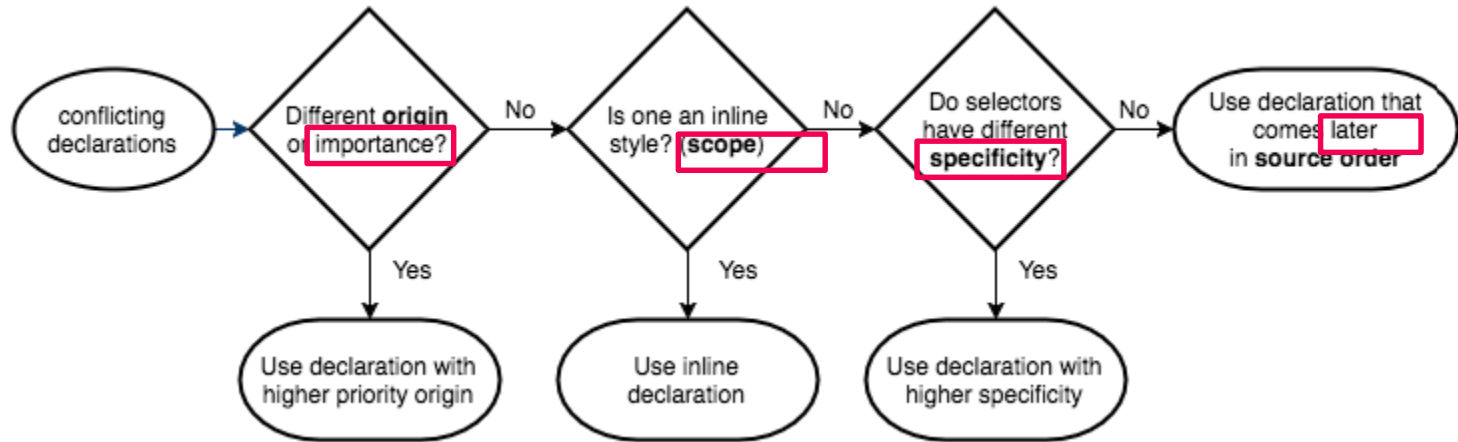 conflicting
declarations
Different origin
or importance?
No
Is one an inline
style? (scope)
No
Do selectors
have different
specificity?
No
Use declaration that
comes later
in source order
Yes
Yes
Yes
Use declaration with
higher priority origin
Use inline
declaration
Use declaration with
higher specificity